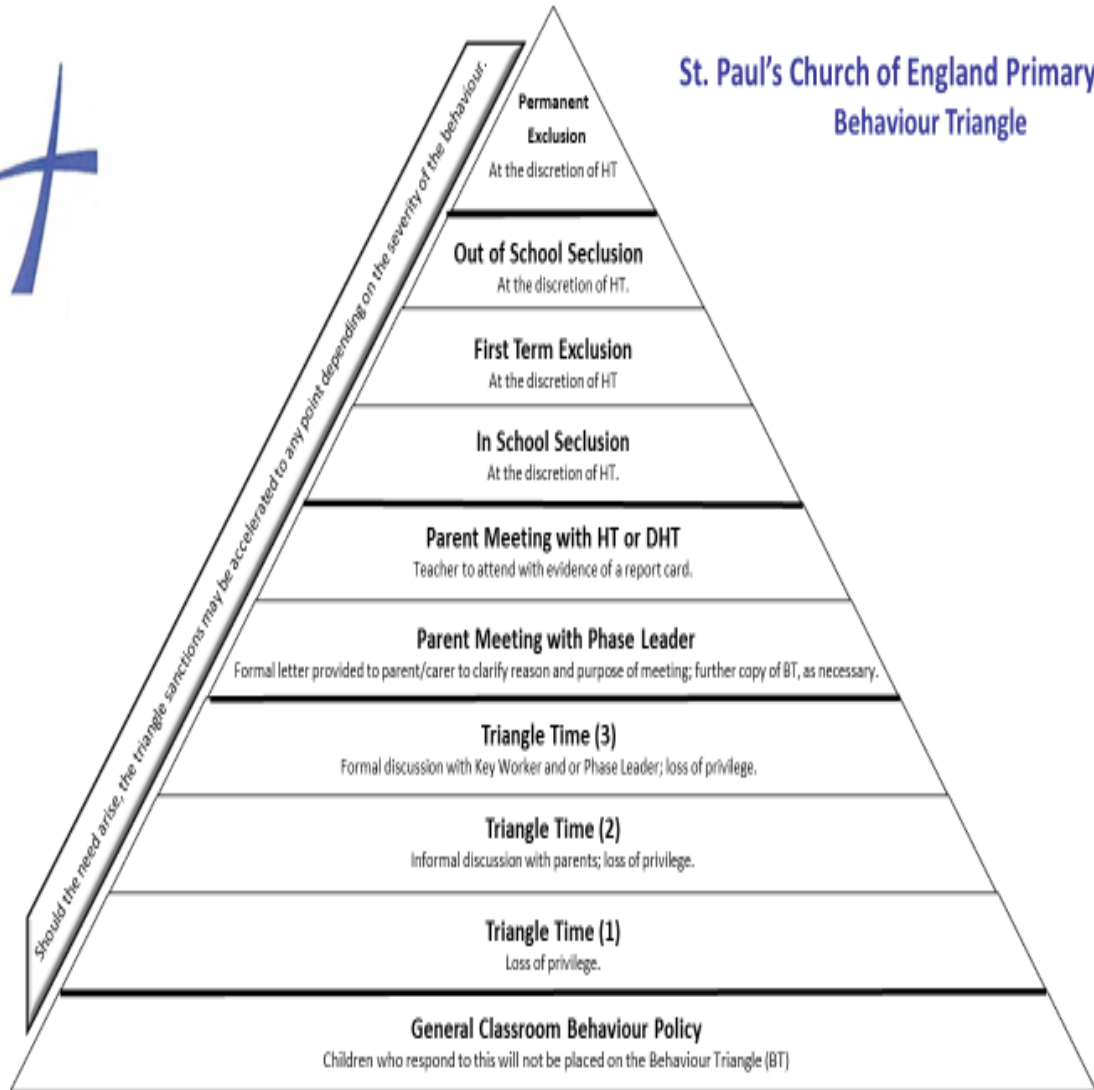 St. Paul's Church of England Primary
Behaviour Triangle
Should the need arise, the triangle sanctions may be accelerated to any point depending on the severity of the behaviour.
Permanent
Exclusion
At the discretion of HT
Out of School Seclusion
At the discretion of HT.
First Term Exclusion
At the discretion of HT
In School Seclusion
At the discretion of HT.
Parent Meeting with HT or DHT
Teacher to attend with evidence of a report card.
Parent Meeting with Phase Leader
Formal letter provided to parent/carer to clarify reason and purpose of meeting; further copy of BT, as necessary.
Triangle Time (3)
Formal discussion with Key Worker and or Phase Leader; loss of privilege.
Triangle Time (2)
Informal discussion with parents; loss of privilege.
Triangle Time (1)
Loss of privilege.
General Classroom Behaviour Policy
Children who respond to this will not be placed on the Behaviour Triangle (BT)